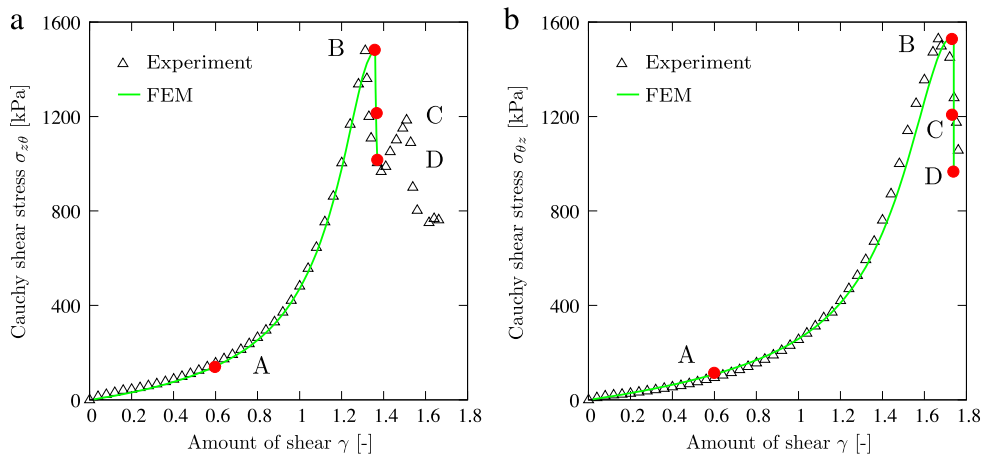 a
Cauchy shear stress σzθ [kPa]
1600
1200
800
400
0
Experiment
FEM
A
B
C
D
0 0.2 0.4 0.6 0.8 1.0 1.2 1.4 1.6 1.8
Amount of shear γ [-]
b
Cauchy shear stress σθz [kPa]
1600
1200
800
400
0
Experiment
FEM
A
B
C
D
0 0.2 0.4 0.6 0.8 1.0 1.2 1.4 1.6 1.8
Amount of shear γ [-]